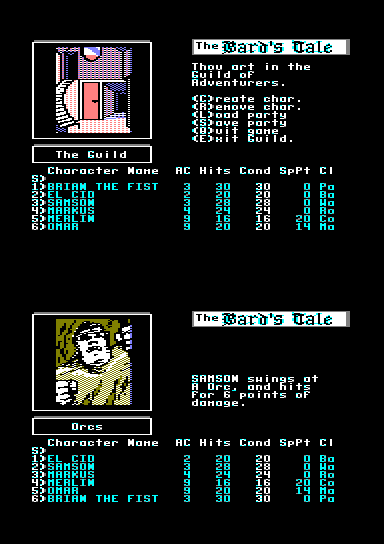 The Bard's Tale
Thou art in the
Guild of
Adventurers.
(C)reate char.
(R)emove char.
(L)oad party
(S)ave party
(Q)uit game
(E)xit Guild.
The Guild
Character Name AC Hits Cond SpPt Cl
S>
1>BRIAN THE FIST 3 30 30 0 Pa
2>EL CID 2 20 20 0 Ba
3>SAMSON 3 28 28 0 Wa
4>MARKUS 4 24 24 0 Ro
5>MERLIN 9 16 16 20 Co
6>OMAR 9 20 20 14 Ma
The Bard's Tale
SAMSON swings at
A Orc, and hits
for 6 points of
damage.
Orcs
Character Name AC Hits Cond SpPt Cl
S>
1>EL CID 2 20 20 0 Ba
2>SAMSON 3 28 28 0 Wa
3>MARKUS 4 24 24 0 Ro
4>MERLIN 9 16 16 20 Co
5>OMAR 9 20 20 14 Ma
6>BRIAN THE FIST 3 30 30 0 Pa